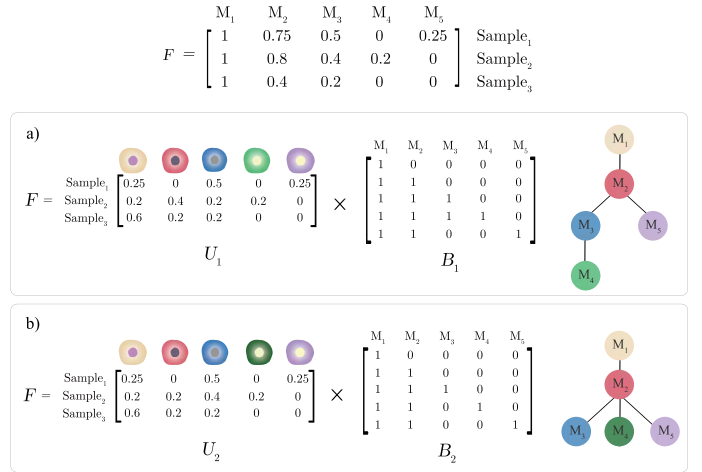 M1 M2 M3 M4 M5
F = [ 1 0.75 0.5 0 0.25 ] Sample1
1 0.8 0.4 0.2 0 Sample2
1 0.4 0.2 0 0 Sample3
a)
M1 M2 M3 M4 M5
1 0 0 0 0
Sample1 0.25 0 0.5 0 0.25 1 1 0 0 0
F = Sample2 0.2 0.4 0.2 0.2 0 × 1 1 1 0 0
Sample3 0.6 0.2 0.2 0 0 1 1 1 1 0
1 1 0 0 1
U1 B1
M1
M2
M3 M5
M4
b)
M1 M2 M3 M4 M5
1 0 0 0 0
Sample1 0.25 0 0.5 0 0.25 1 1 0 0 0
F = Sample2 0.2 0.2 0.4 0.2 0 × 1 1 1 0 0
Sample3 0.6 0.2 0.2 0 0 1 1 0 1 0
1 1 0 0 1
U2 B2
M1
M2
M3 M4 M5